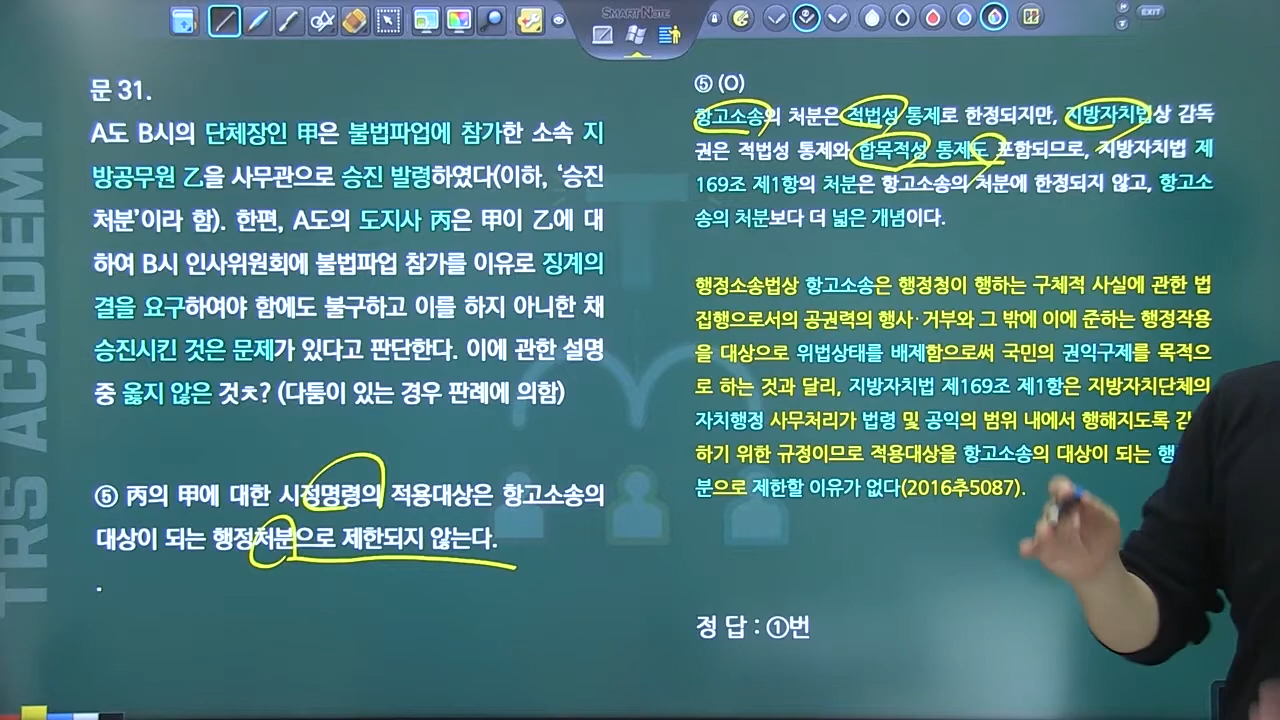 SMART NOTE
EXIT
TRS ACADEMY
문 31.
A도 B시의 단체장인 甲은 불법파업에 참가한 소속 지
방공무원 乙을 사무관으로 승진 발령하였다(이하, ‘승진
처분’이라 함). 한편, A도의 도지사 丙은 甲이 乙에 대
하여 B시 인사위원회에 불법파업 참가를 이유로 징계의
결을 요구하여야 함에도 불구하고 이를 하지 아니한 채
승진시킨 것은 문제가 있다고 판단한다. 이에 관한 설명
중 옳지 않은 것ㅊ? (다툼이 있는 경우 판례에 의함)
⑤ 丙의 甲에 대한 시정명령의 적용대상은 항고소송의
대상이 되는 행정처분으로 제한되지 않는다.
.
⑤ (O)
항고소송의 처분은 적법성 통제로 한정되지만, 지방자치법상 감독
권은 적법성 통제와 합목적성 통제도 포함되므로, 지방자치법 제
169조 제1항의 처분은 항고소송의 처분에 한정되지 않고, 항고소
송의 처분보다 더 넓은 개념이다.
행정소송법상 항고소송은 행정청이 행하는 구체적 사실에 관한 법
집행으로서의 공권력의 행사·거부와 그 밖에 이에 준하는 행정작용
을 대상으로 위법상태를 배제함으로써 국민의 권익구제를 목적으
로 하는 것과 달리, 지방자치법 제169조 제1항은 지방자치단체의
자치행정 사무처리가 법령 및 공익의 범위 내에서 행해지도록 감
하기 위한 규정이므로 적용대상을 항고소송의 대상이 되는 행
분으로 제한할 이유가 없다(2016추5087).
정 답 : ①번